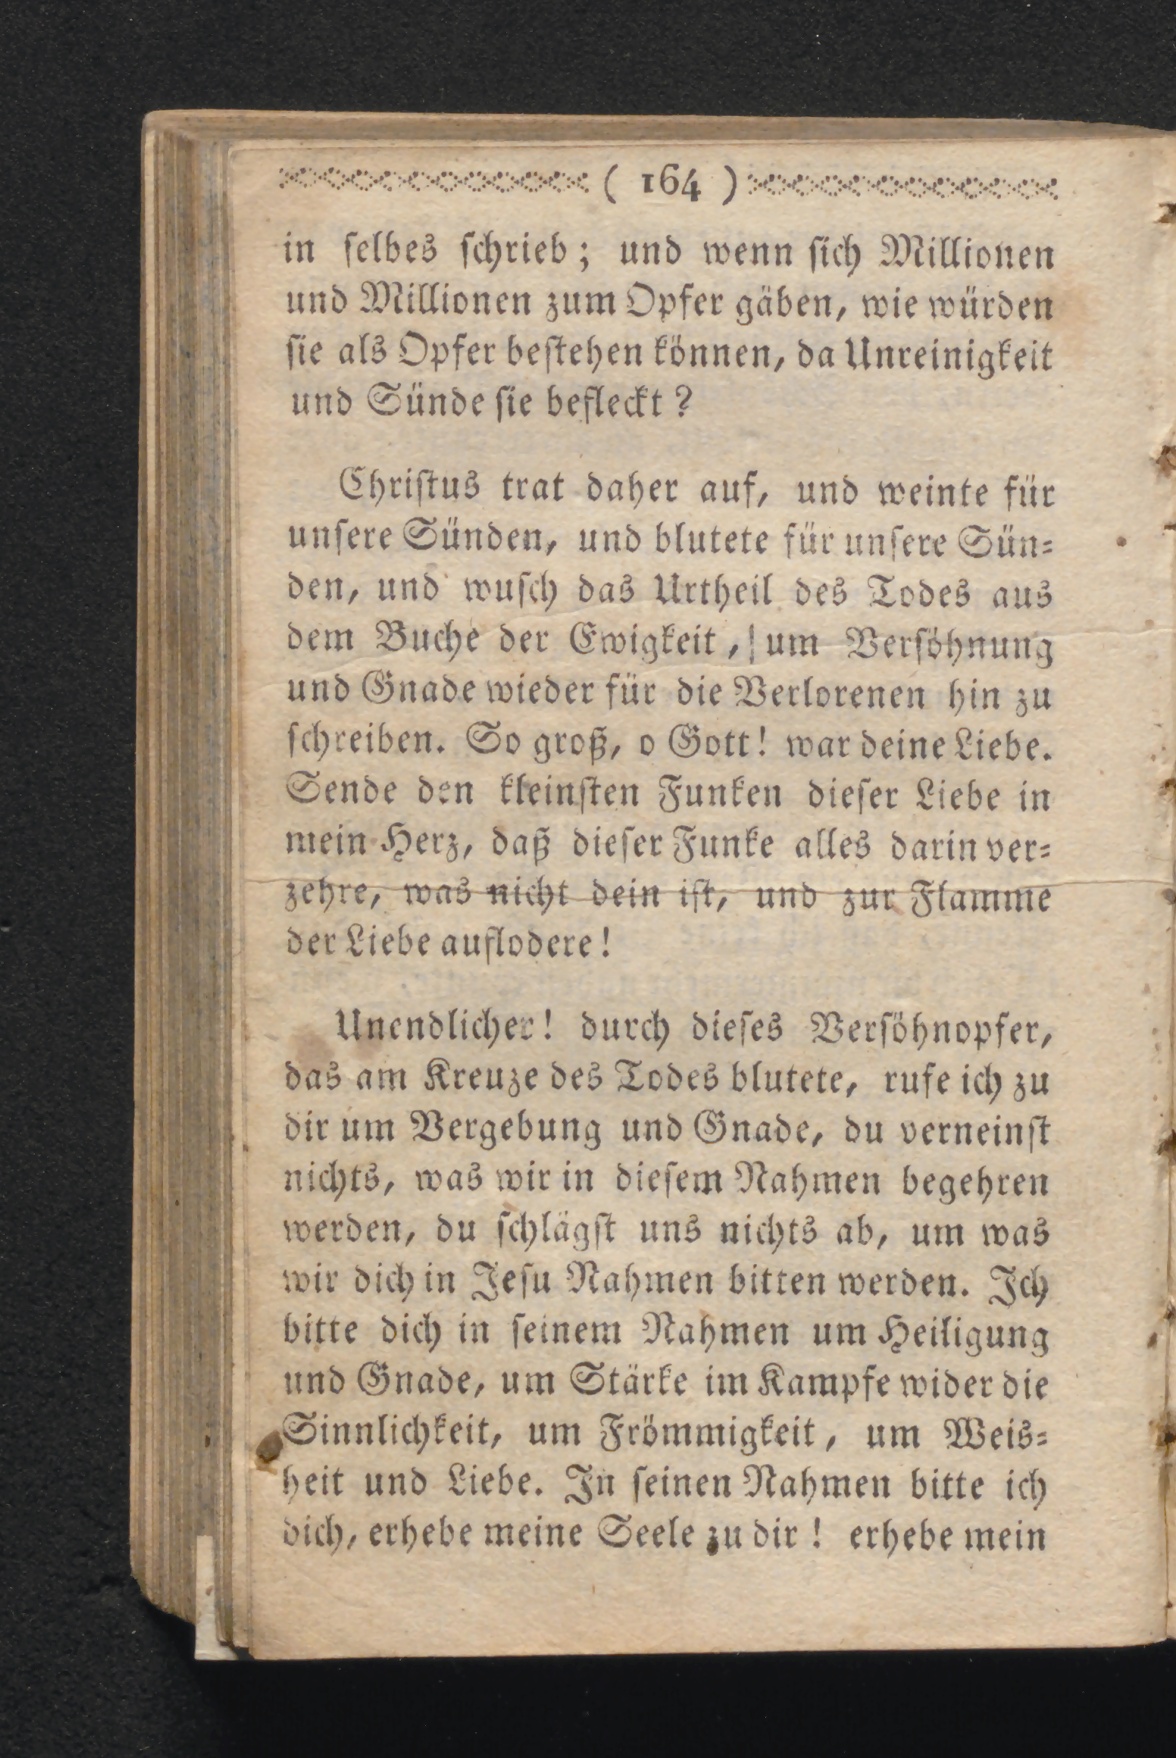 ( 164 )
in ſelbes ſchrieb; und wenn ſich Millionen
und Millionen zum Opfer gäben, wie würden
ſie als Opfer beſtehen können, da Unreinigkeit
und Sünde ſie befleckt?
Chriſtus trat daher auf, und weinte für
unſere Sünden, und blutete für unſere Sün-
den, und wuſch das Urtheil des Todes aus
dem Buche der Ewigkeit, um Verſöhnung
und Gnade wieder für die Verlorenen hin zu
ſchreiben. So groß, o Gott! war deine Liebe.
Sende den kleinſten Funken dieſer Liebe in
mein Herz, daß dieſer Funke alles darin ver-
zehre, was nicht dein iſt, und zur Flamme
der Liebe auflodere!
Unendlicher! durch dieſes Verſöhnopfer,
das am Kreuze des Todes blutete, rufe ich zu
dir um Vergebung und Gnade, du verneinſt
nichts, was wir in dieſem Nahmen begehren
werden, du ſchlägſt uns nichts ab, um was
wir dich in Jeſu Nahmen bitten werden. Ich
bitte dich in ſeinem Nahmen um Heiligung
und Gnade, um Stärke im Kampfe wider die
Sinnlichkeit, um Frömmigkeit, um Weis-
heit und Liebe. In ſeinen Nahmen bitte ich
dich, erhebe meine Seele zu dir! erhebe mein